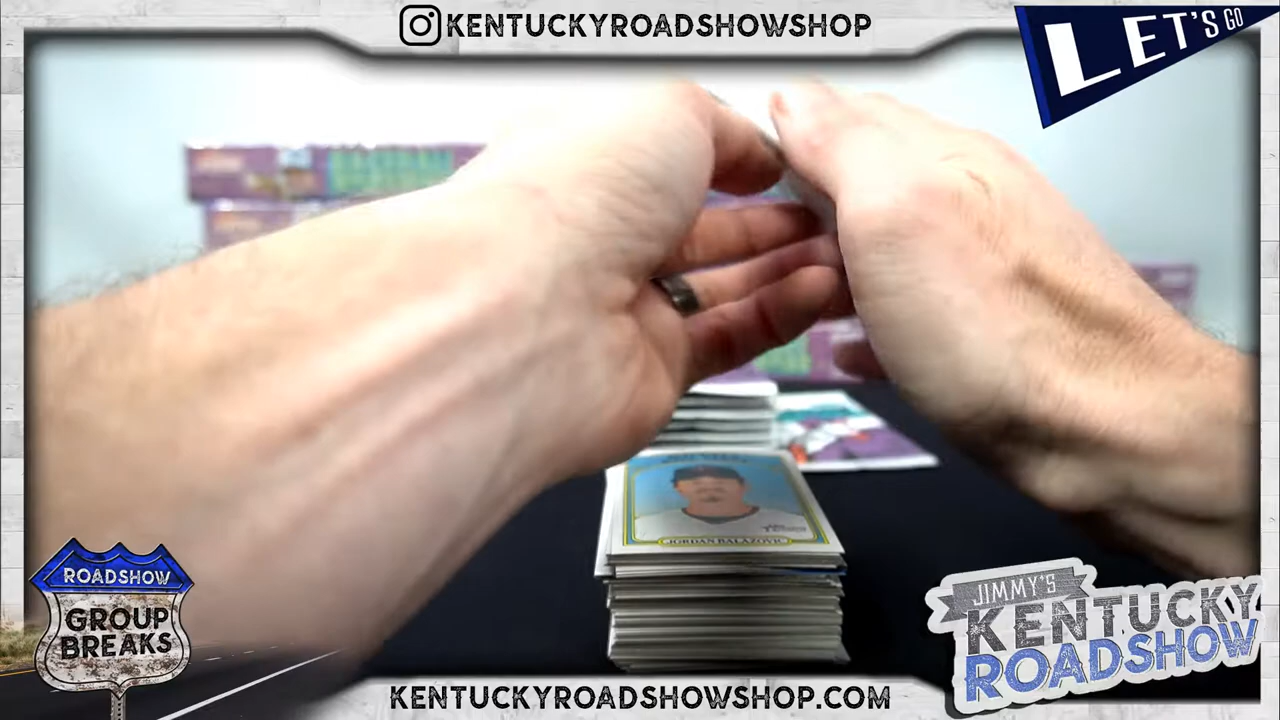 KENTUCKYROADSHOWSHOP
LET'S GO
JORDAN BALAZOVIC
ROADSHOW
GROUP
BREAKS
JIMMY'S
KENTUCKY
ROADSHOW
KENTUCKYROADSHOWSHOP.COM